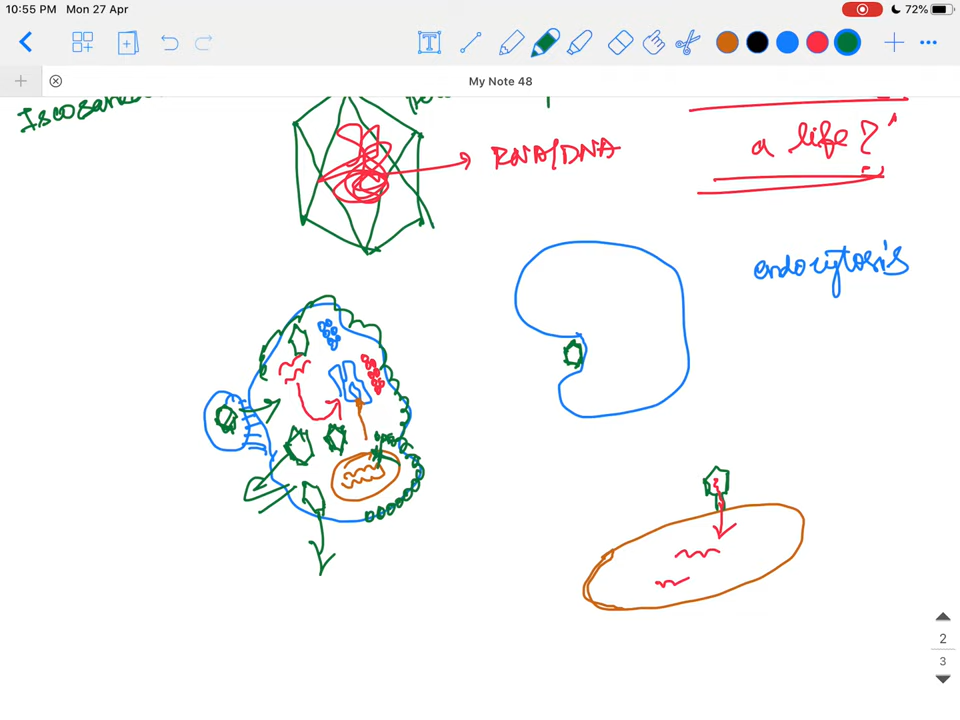 10:55 PM Mon 27 Apr
72%
My Note 48
RNA/DNA
a life?
endocytosis
2
3